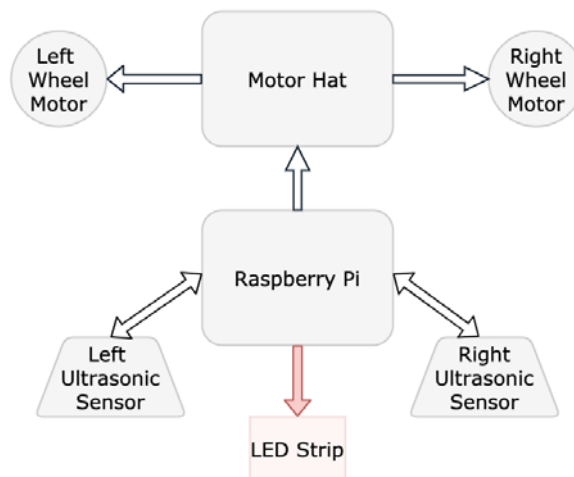 Left
Wheel
Motor
Motor Hat
Right
Wheel
Motor
Raspberry Pi
Left
Ultrasonic
Sensor
Right
Ultrasonic
Sensor
LED Strip